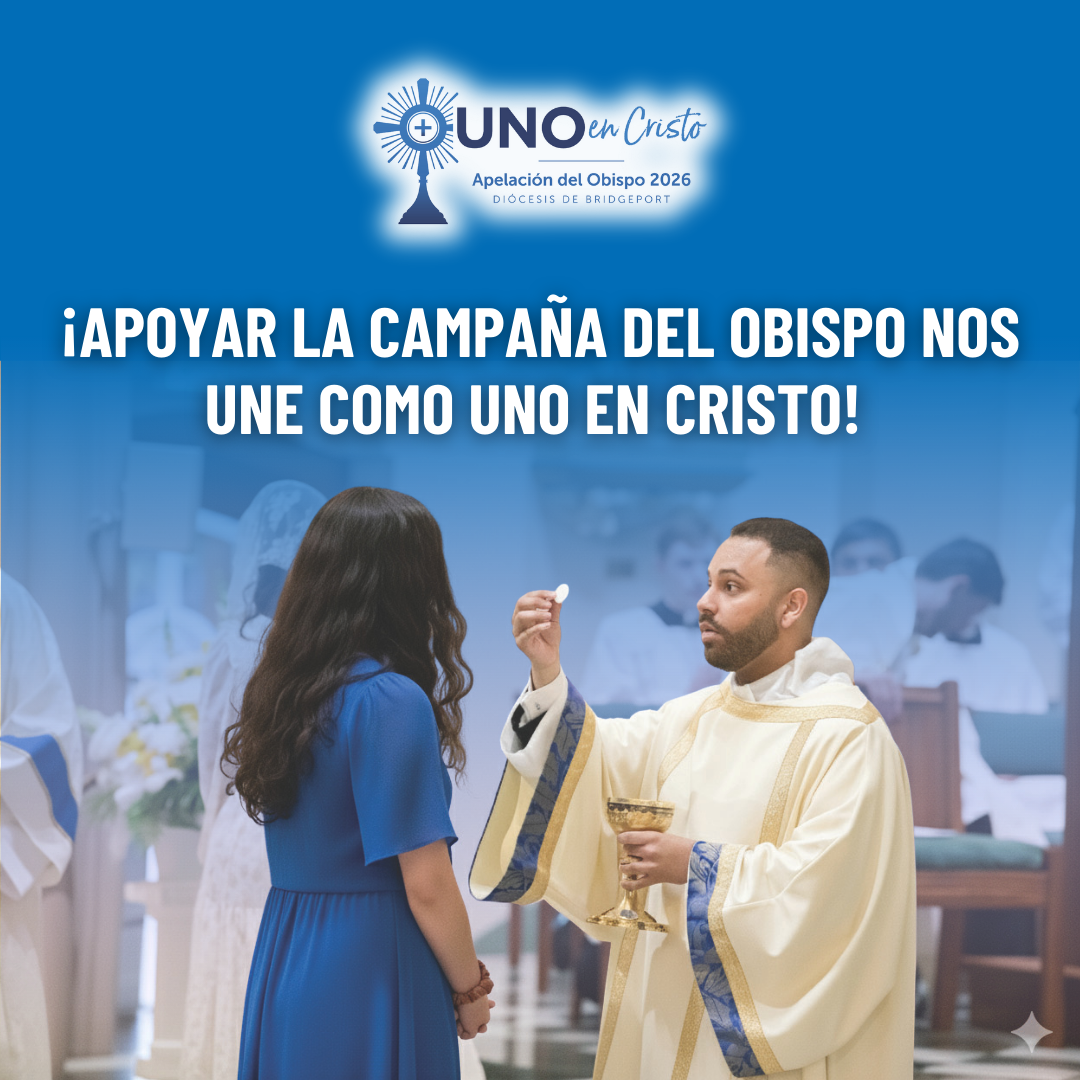 UNO en Cristo
Apelación del Obispo 2026
DIÓCESIS DE BRIDGEPORT
¡APOYAR LA CAMPAÑA DEL OBISPO NOS
UNE COMO UNO EN CRISTO!